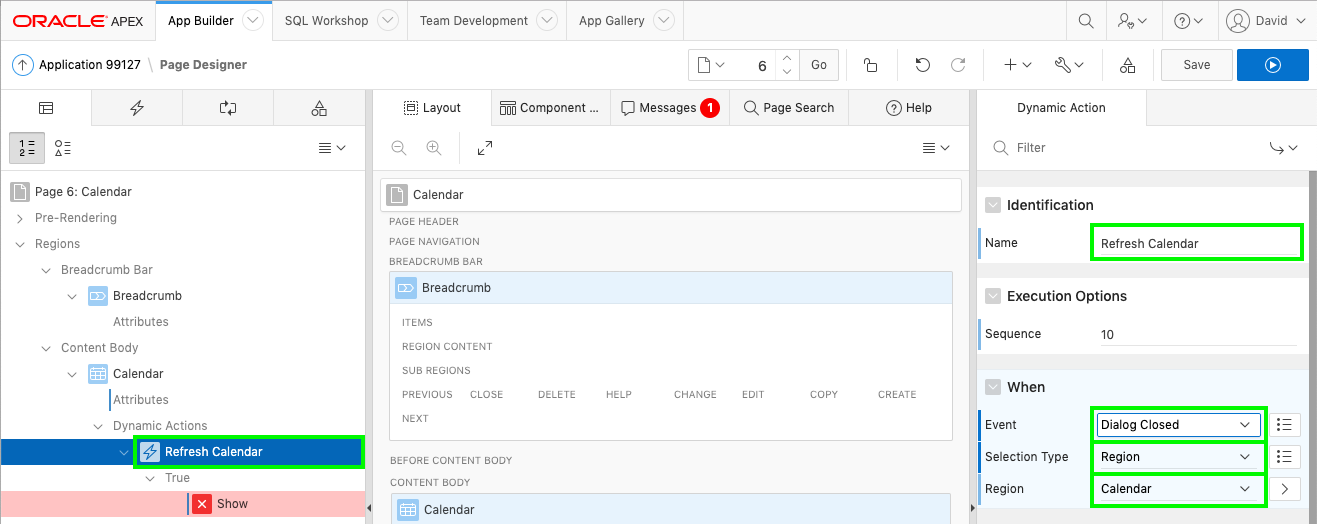 ORACLE APEX App Builder SQL Workshop Team Development App Gallery David
Application 99127 \ Page Designer 6 Go Save
Layout Component ... Messages 1 Page Search Help Dynamic Action
1
2
Filter
Page 6: Calendar
Pre-Rendering
Regions
Breadcrumb Bar
Breadcrumb
Attributes
Content Body
Calendar
Attributes
Dynamic Actions
Refresh Calendar
True
Show
Calendar
PAGE HEADER
PAGE NAVIGATION
BREADCRUMB BAR
Breadcrumb
ITEMS
REGION CONTENT
SUB REGIONS
PREVIOUS CLOSE DELETE HELP CHANGE EDIT COPY CREATE
NEXT
BEFORE CONTENT BODY
CONTENT BODY
Calendar
Identification
Name Refresh Calendar
Execution Options
Sequence 10
When
Event Dialog Closed
Selection Type Region
Region Calendar